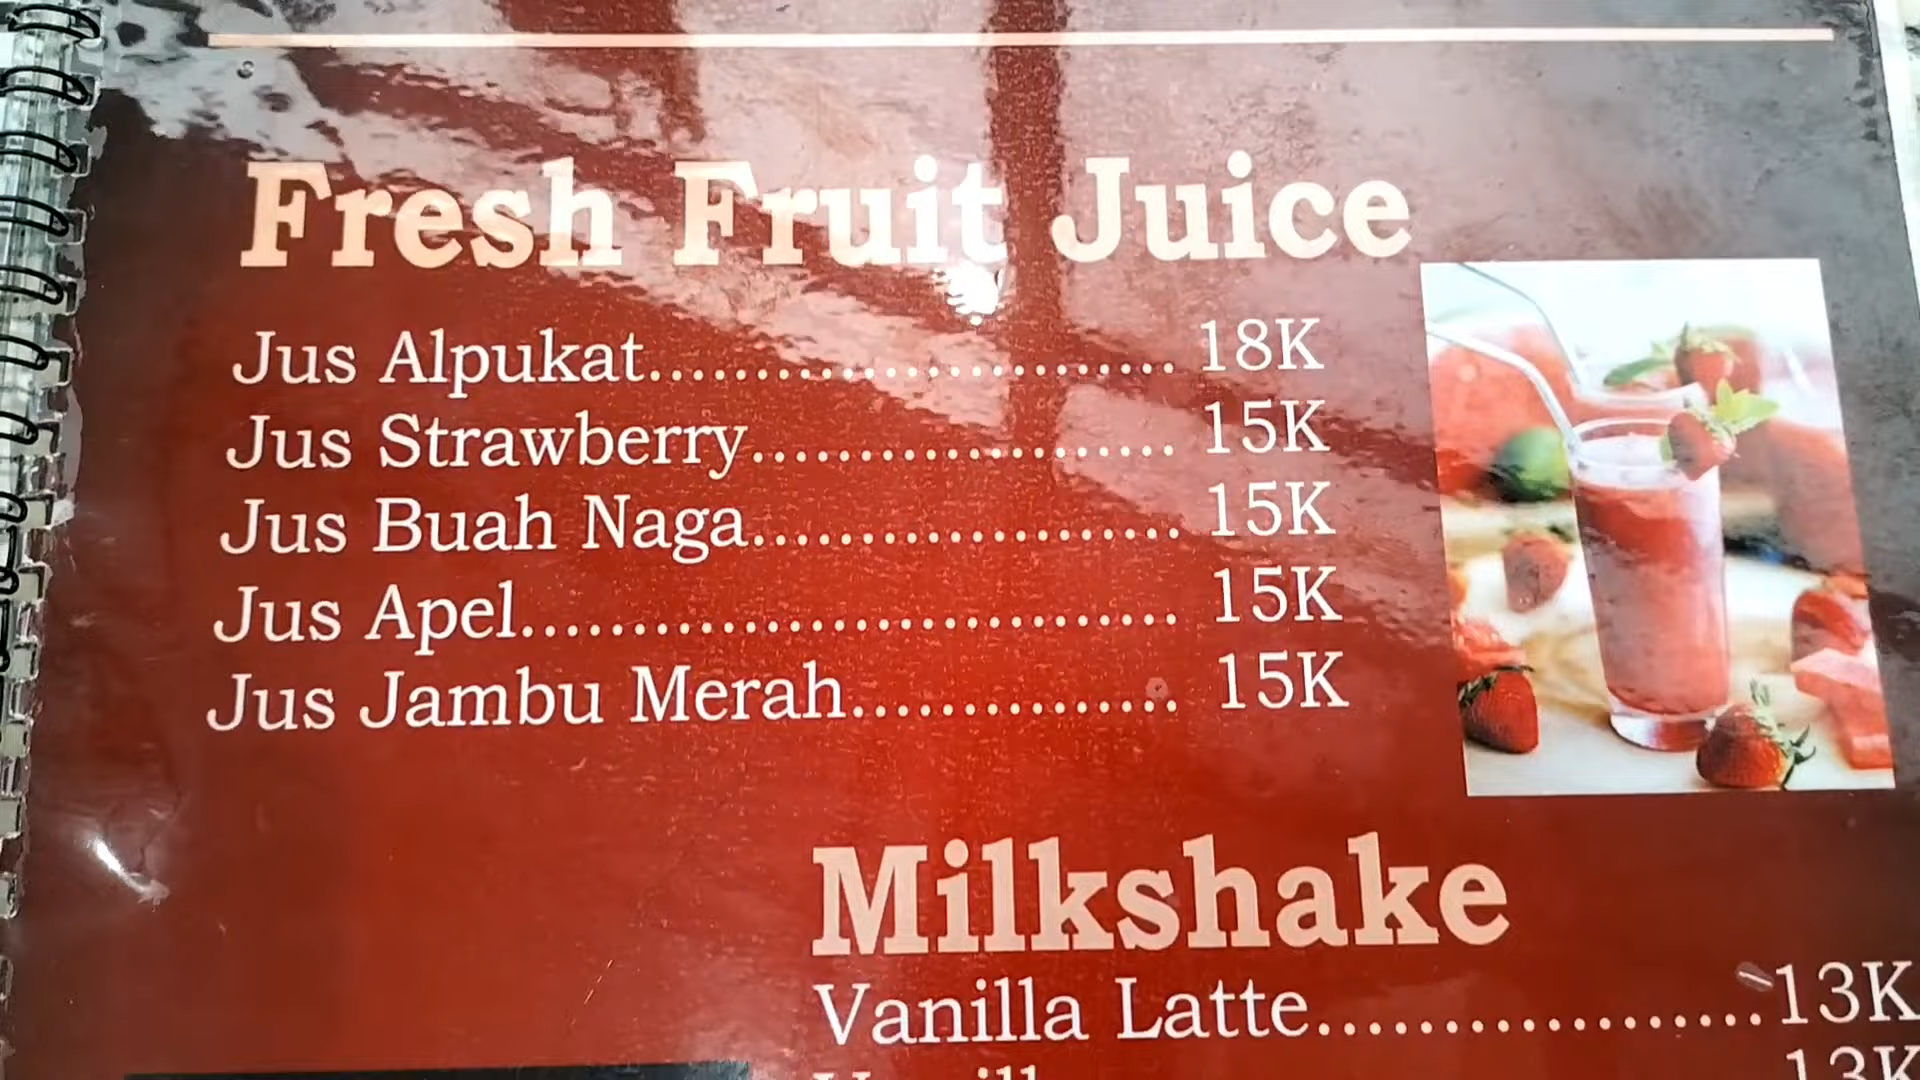 Fresh Fruit Juice
Jus Alpukat.............................. 18K
Jus Strawberry........................ 15K
Jus Buah Naga........................ 15K
Jus Apel..................................... 15K
Jus Jambu Merah.................. 15K
Milkshake
Vanilla Latte.........................13K
13K